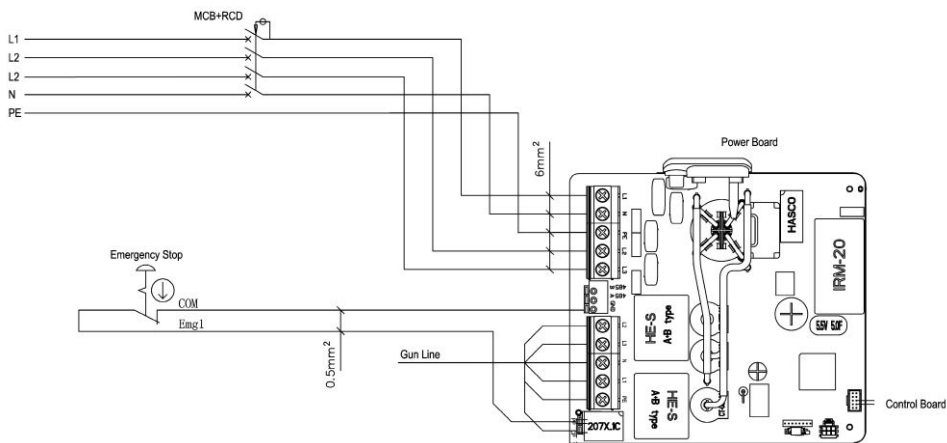 MCB+RCD
L1
L2
L2
N
PE
6mm²
Power Board
L1
N
PE
L2
L3
HASCO
IRM-20
5.5V 5.0F
Emergency Stop
COM
Emg1
0.5mm²
485 B
485 A
GND
HE-S
A+B type
HE-S
A+B type
Gun Line
L2
L3
N
L1
PE
207X.1C
Control Board